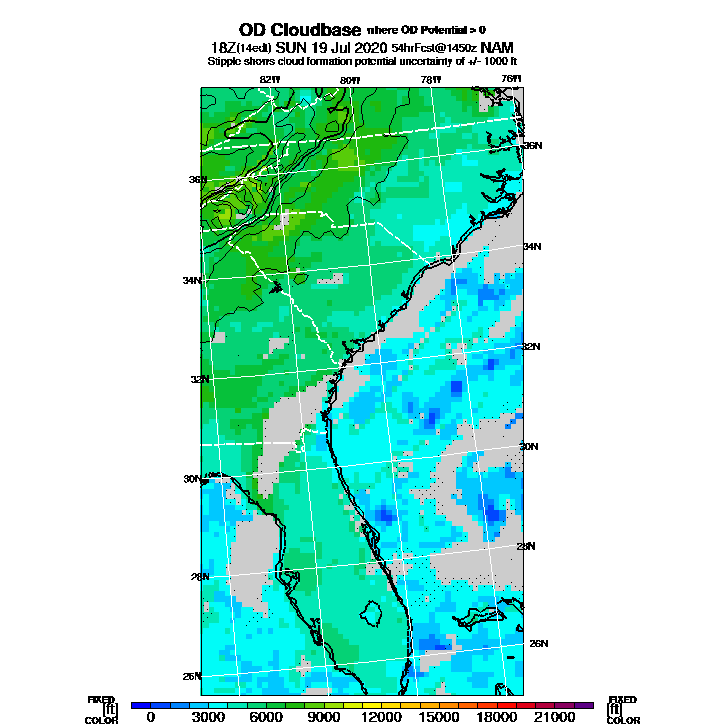 OD Cloudbase where OD Potential > 0
18Z(14edt) SUN 19 Jul 2020 54hrFcst@1450z NAM
Stipple shows cloud formation potential uncertainty of +/- 1000 ft
82W 80W 78W 76W
36N
36N
34N
34N
32N
32N
30N
30N
28N
28N
26N
26N
FIXED FIXED
[ft] [ft]
COLOR 0 3000 6000 9000 12000 15000 18000 21000 COLOR